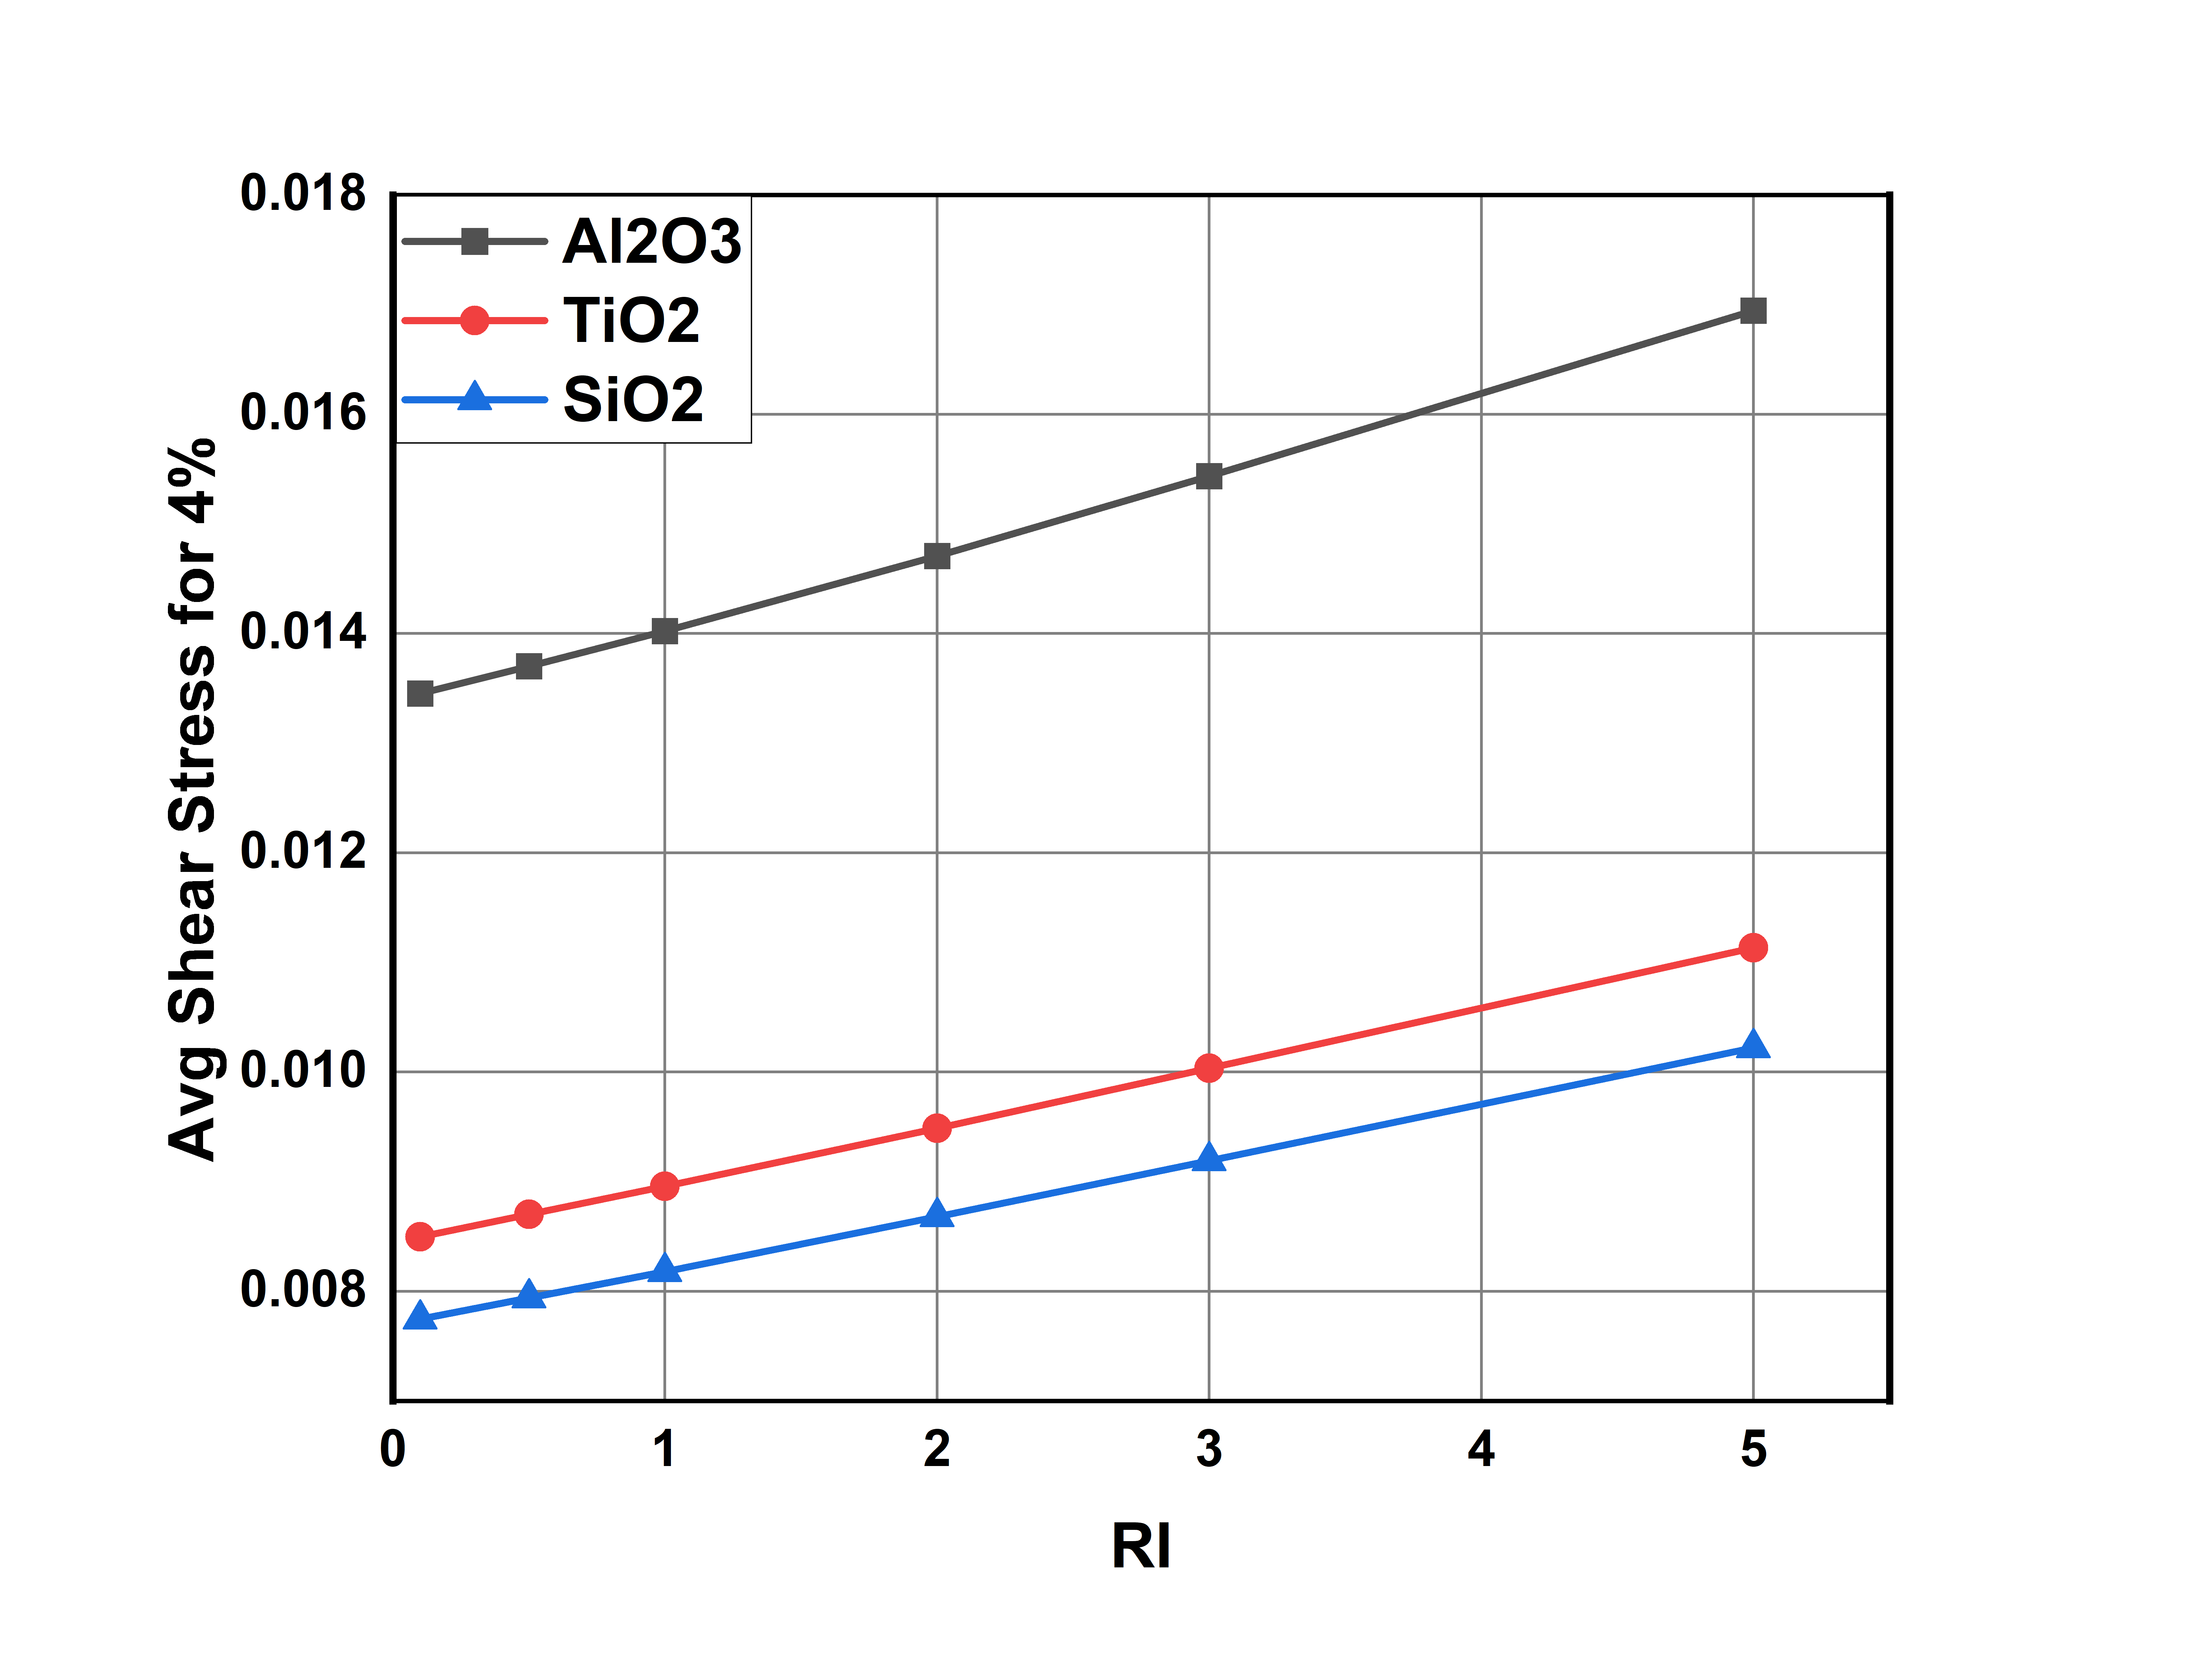 Avg Shear Stress for 4%
0.018
0.016
0.014
0.012
0.010
0.008
Al2O3
TiO2
SiO2
0 1 2 3 4 5
RI